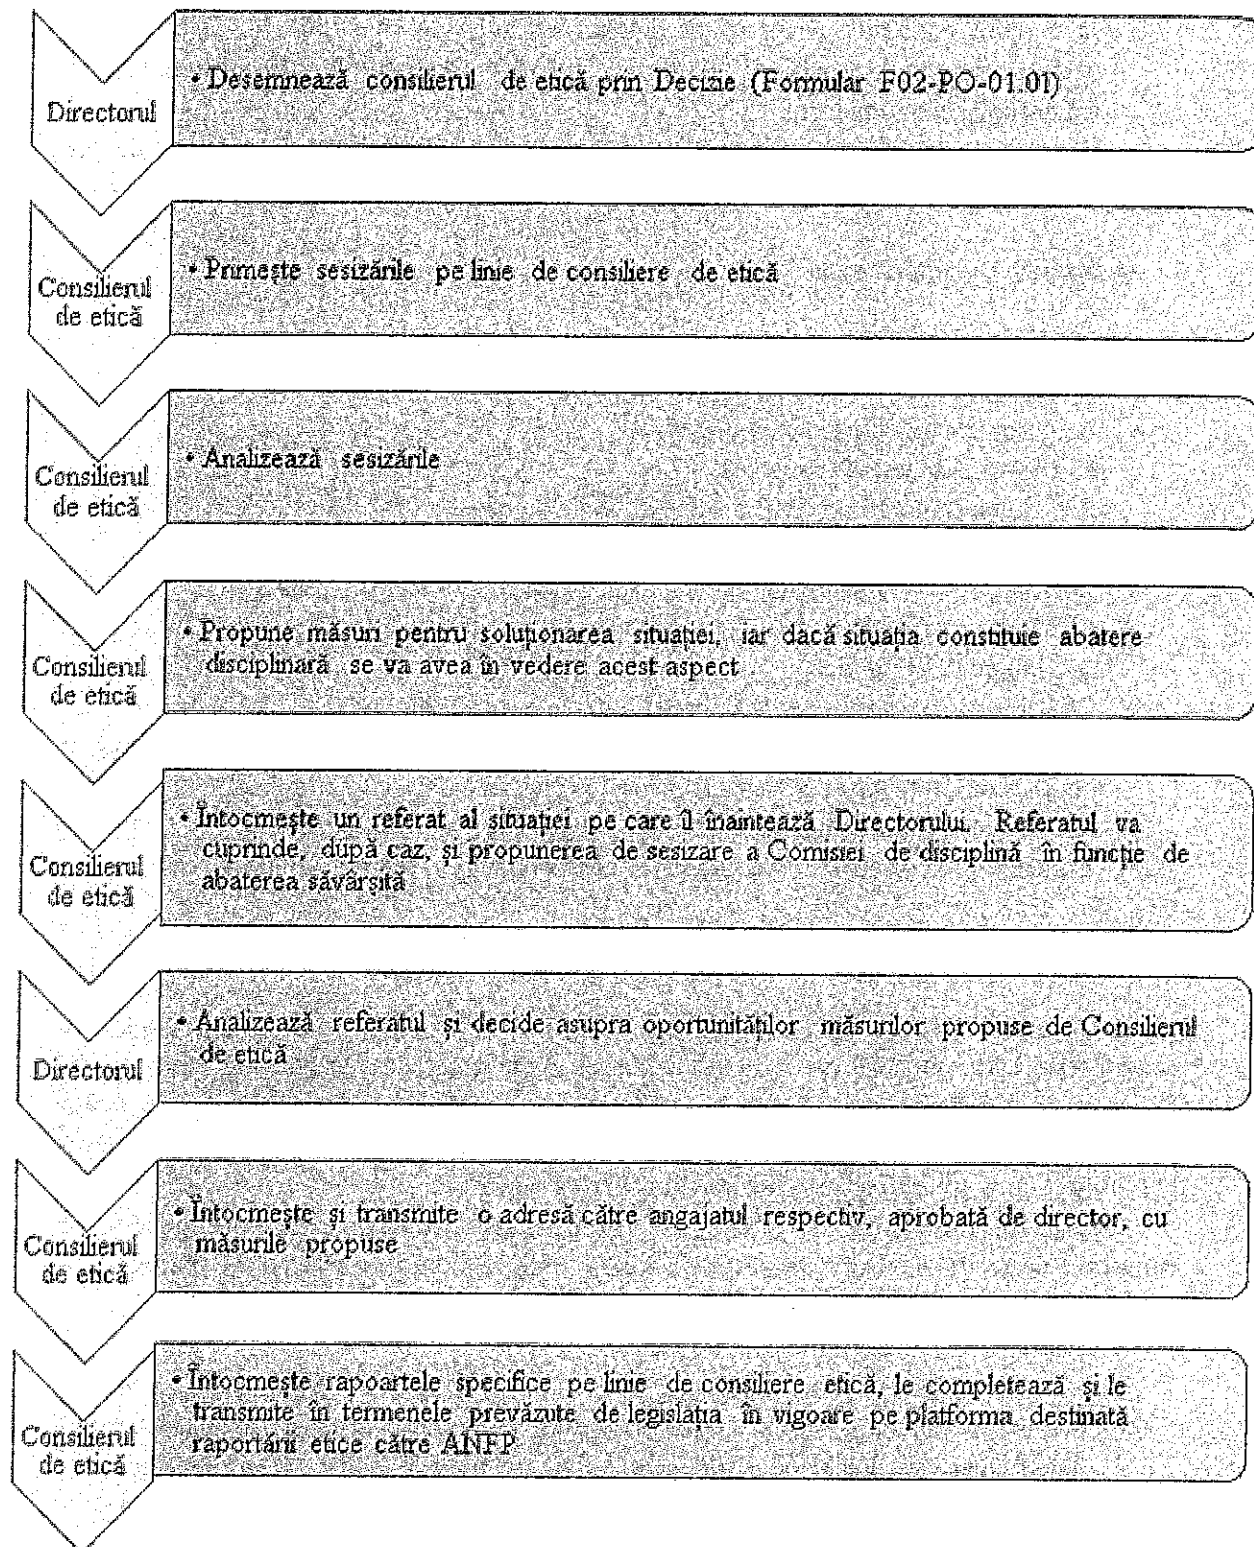 Directorul
• Desemnează consilierul de etică prin Decizie (Formular F02-PO-01.01)
Consilierul
de etică
• Primește sesizările pe linie de consiliere de etică
Consilierul
de etică
• Analizează sesizările
Consilierul
de etică
• Propune măsuri pentru soluționarea situației, iar dacă situația constituie abatere
disciplinară se va avea în vedere acest aspect
Consilierul
de etică
• Întocmește un referat al situației pe care îl înaintează Directorului. Referatul va
cuprinde, după caz, și propunerea de sesizare a Comisiei de disciplină în funcție de
abaterea săvârșită
Directorul
• Analizează referatul și decide asupra oportunităților măsurilor propuse de Consilierul
de etică
Consilierul
de etică
• Întocmește și transmite o adresă către angajatul respectiv, aprobată de director, cu
măsurile propuse
Consilierul
de etică
• Întocmește rapoartele specifice pe linie de consiliere etică, le completează și le
transmite în termenele prevăzute de legislația în vigoare pe platforma destinată
raportării etice către ANFP